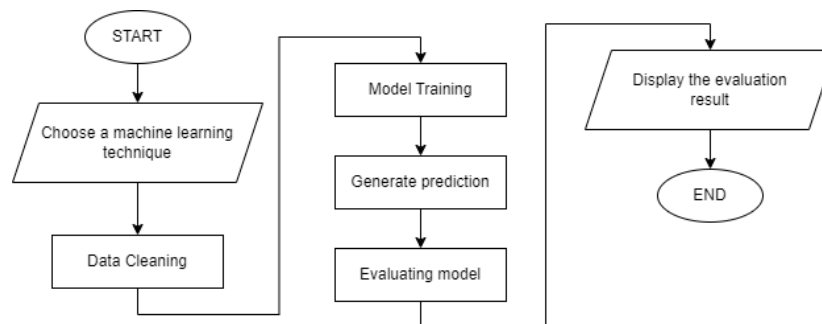 START
Choose a machine learning
technique
Data Cleaning
Model Training
Generate prediction
Evaluating model
Display the evaluation
result
END